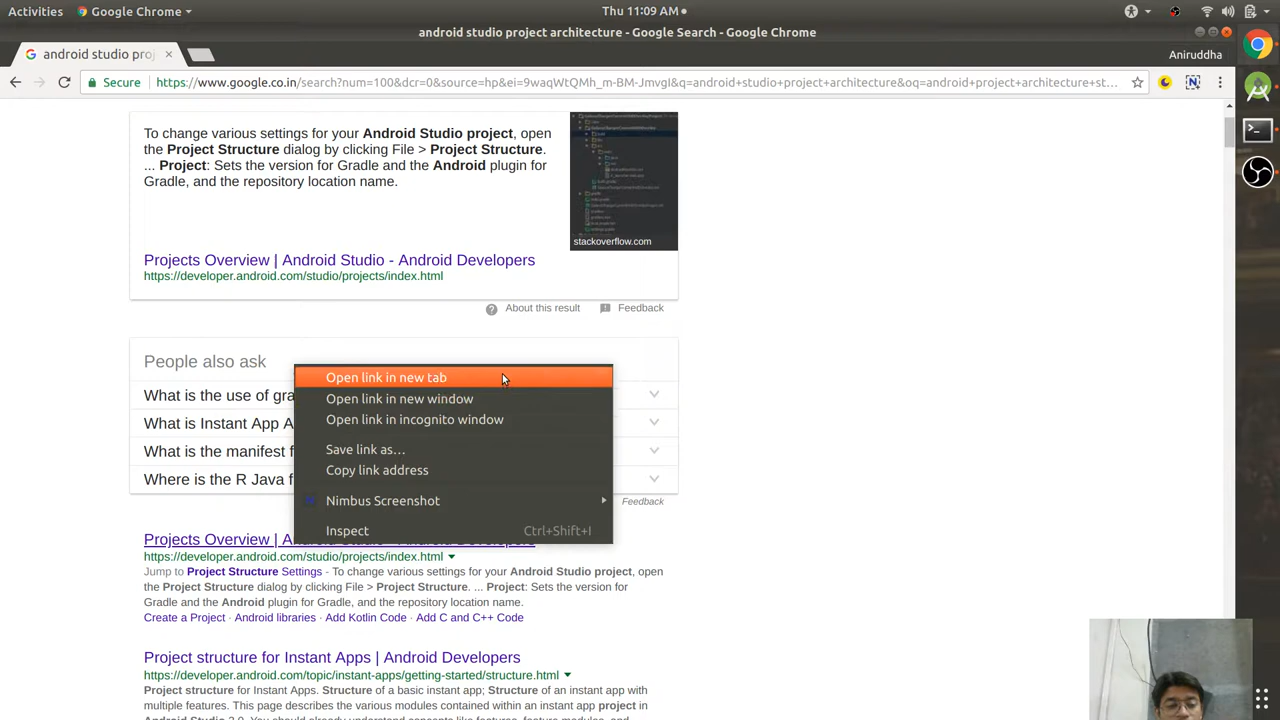 Activities Google Chrome Thu 11:09 AM
android studio project architecture - Google Search - Google Chrome
android studio proj Aniruddha
Secure https://www.google.co.in/search?num=100&dcr=0&source=hp&ei=9waqWtQMh_m-BM-JmvgI&q=android+studio+project+architecture&oq=android+project+architecture+st...
To change various settings for your Android Studio project, open
the Project Structure dialog by clicking File > Project Structure.
... Project: Sets the version for Gradle and the Android plugin for
Gradle, and the repository location name.
stackoverflow.com
Projects Overview | Android Studio - Android Developers
https://developer.android.com/studio/projects/index.html
About this result Feedback
People also ask
What is the use of gra
What is Instant App A
What is the manifest f
Where is the R Java f
Open link in new tab
Open link in new window
Open link in incognito window
Save link as...
Copy link address
Nimbus Screenshot
Inspect Ctrl+Shift+I
Feedback
Projects Overview |
https://developer.android.com/studio/projects/index.html
Jump to Project Structure Settings - To change various settings for your Android Studio project, open
the Project Structure dialog by clicking File > Project Structure. ... Project: Sets the version for
Gradle and the Android plugin for Gradle, and the repository location name.
Create a Project · Android libraries · Add Kotlin Code · Add C and C++ Code
Project structure for Instant Apps | Android Developers
https://developer.android.com/topic/instant-apps/getting-started/structure.html
Project structure for Instant Apps. Structure of a basic instant app; Structure of an instant app with
multiple features. This page describes the various modules contained within an instant app project in